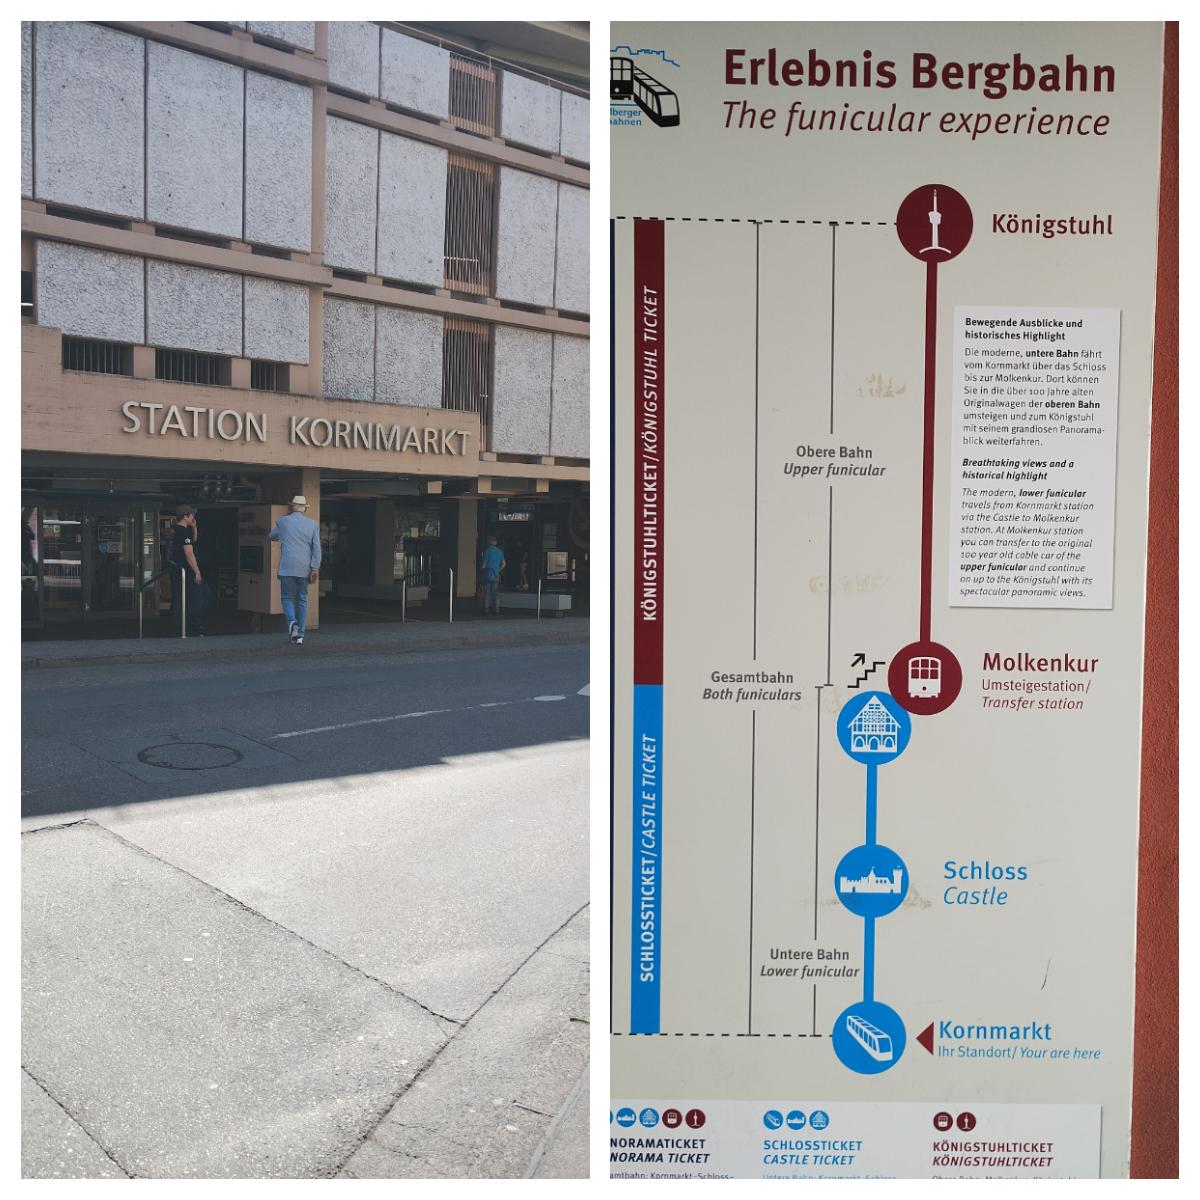 STATION KORNMARKT
Erlebnis Bergbahn
The funicular experience
Königstuhl
KÖNIGSTUHLTICKET/KÖNIGSTUHL TICKET
Bewegende Ausblicke und
historisches Highlight
Die moderne, untere Bahn fährt
vom Kornmarkt über das Schloss
bis zur Molkenkur. Dort können
Sie in die über 100 Jahre alten
Originalwagen der oberen Bahn
umsteigen und zum Königstuhl
mit seinem grandiosen Panorama-
blick weiterfahren.
Breathtaking views and a
historical highlight
The modern, lower funicular
travels from Kornmarkt station
via the Castle to Molkenkur
station. At Molkenkur station
you can transfer to the original
100 year old cable car of the
upper funicular and continue
on up to the Königstuhl with its
spectacular panoramic views.
Obere Bahn
Upper funicular
Gesamtbahn
Both funiculars
Molkenkur
Umsteigestation/
Transfer station
SCHLOSSTICKET/CASTLE TICKET
Schloss
Castle
Untere Bahn
Lower funicular
Kornmarkt
Ihr Standort/ Your are here
NORAMATICKET
NORAMA TICKET
SCHLOSSTICKET
CASTLE TICKET
KÖNIGSTUHLTICKET
KÖNIGSTUHLTICKET